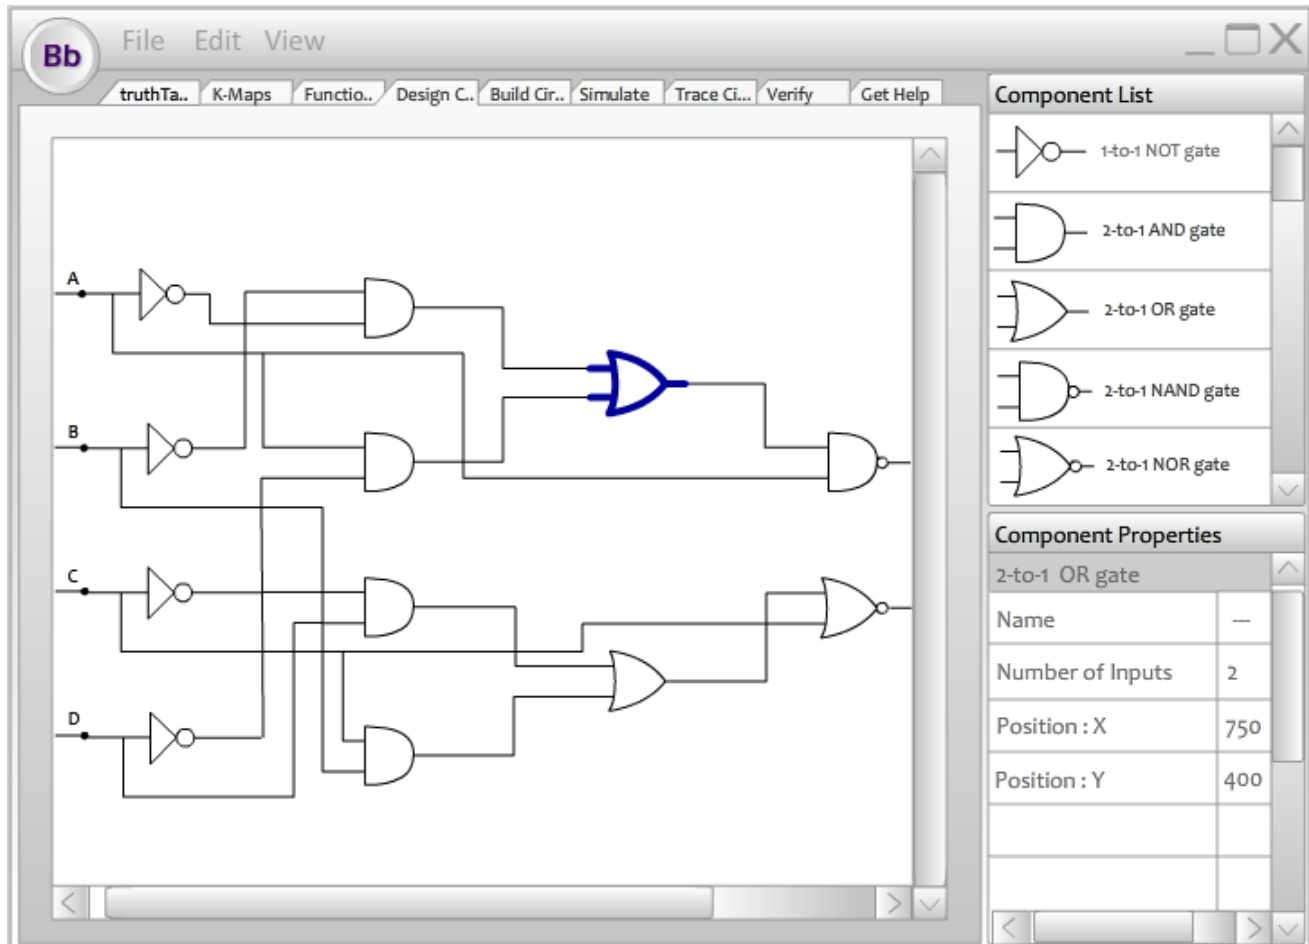 Bb
File Edit View
truthTa.. K-Maps Functio.. Design C.. Build Cir.. Simulate Trace Ci... Verify Get Help
A
B
C
D
Component List
1-to-1 NOT gate
2-to-1 AND gate
2-to-1 OR gate
2-to-1 NAND gate
2-to-1 NOR gate
Component Properties
2-to-1 OR gate
Name ---
Number of Inputs 2
Position : X 750
Position : Y 400